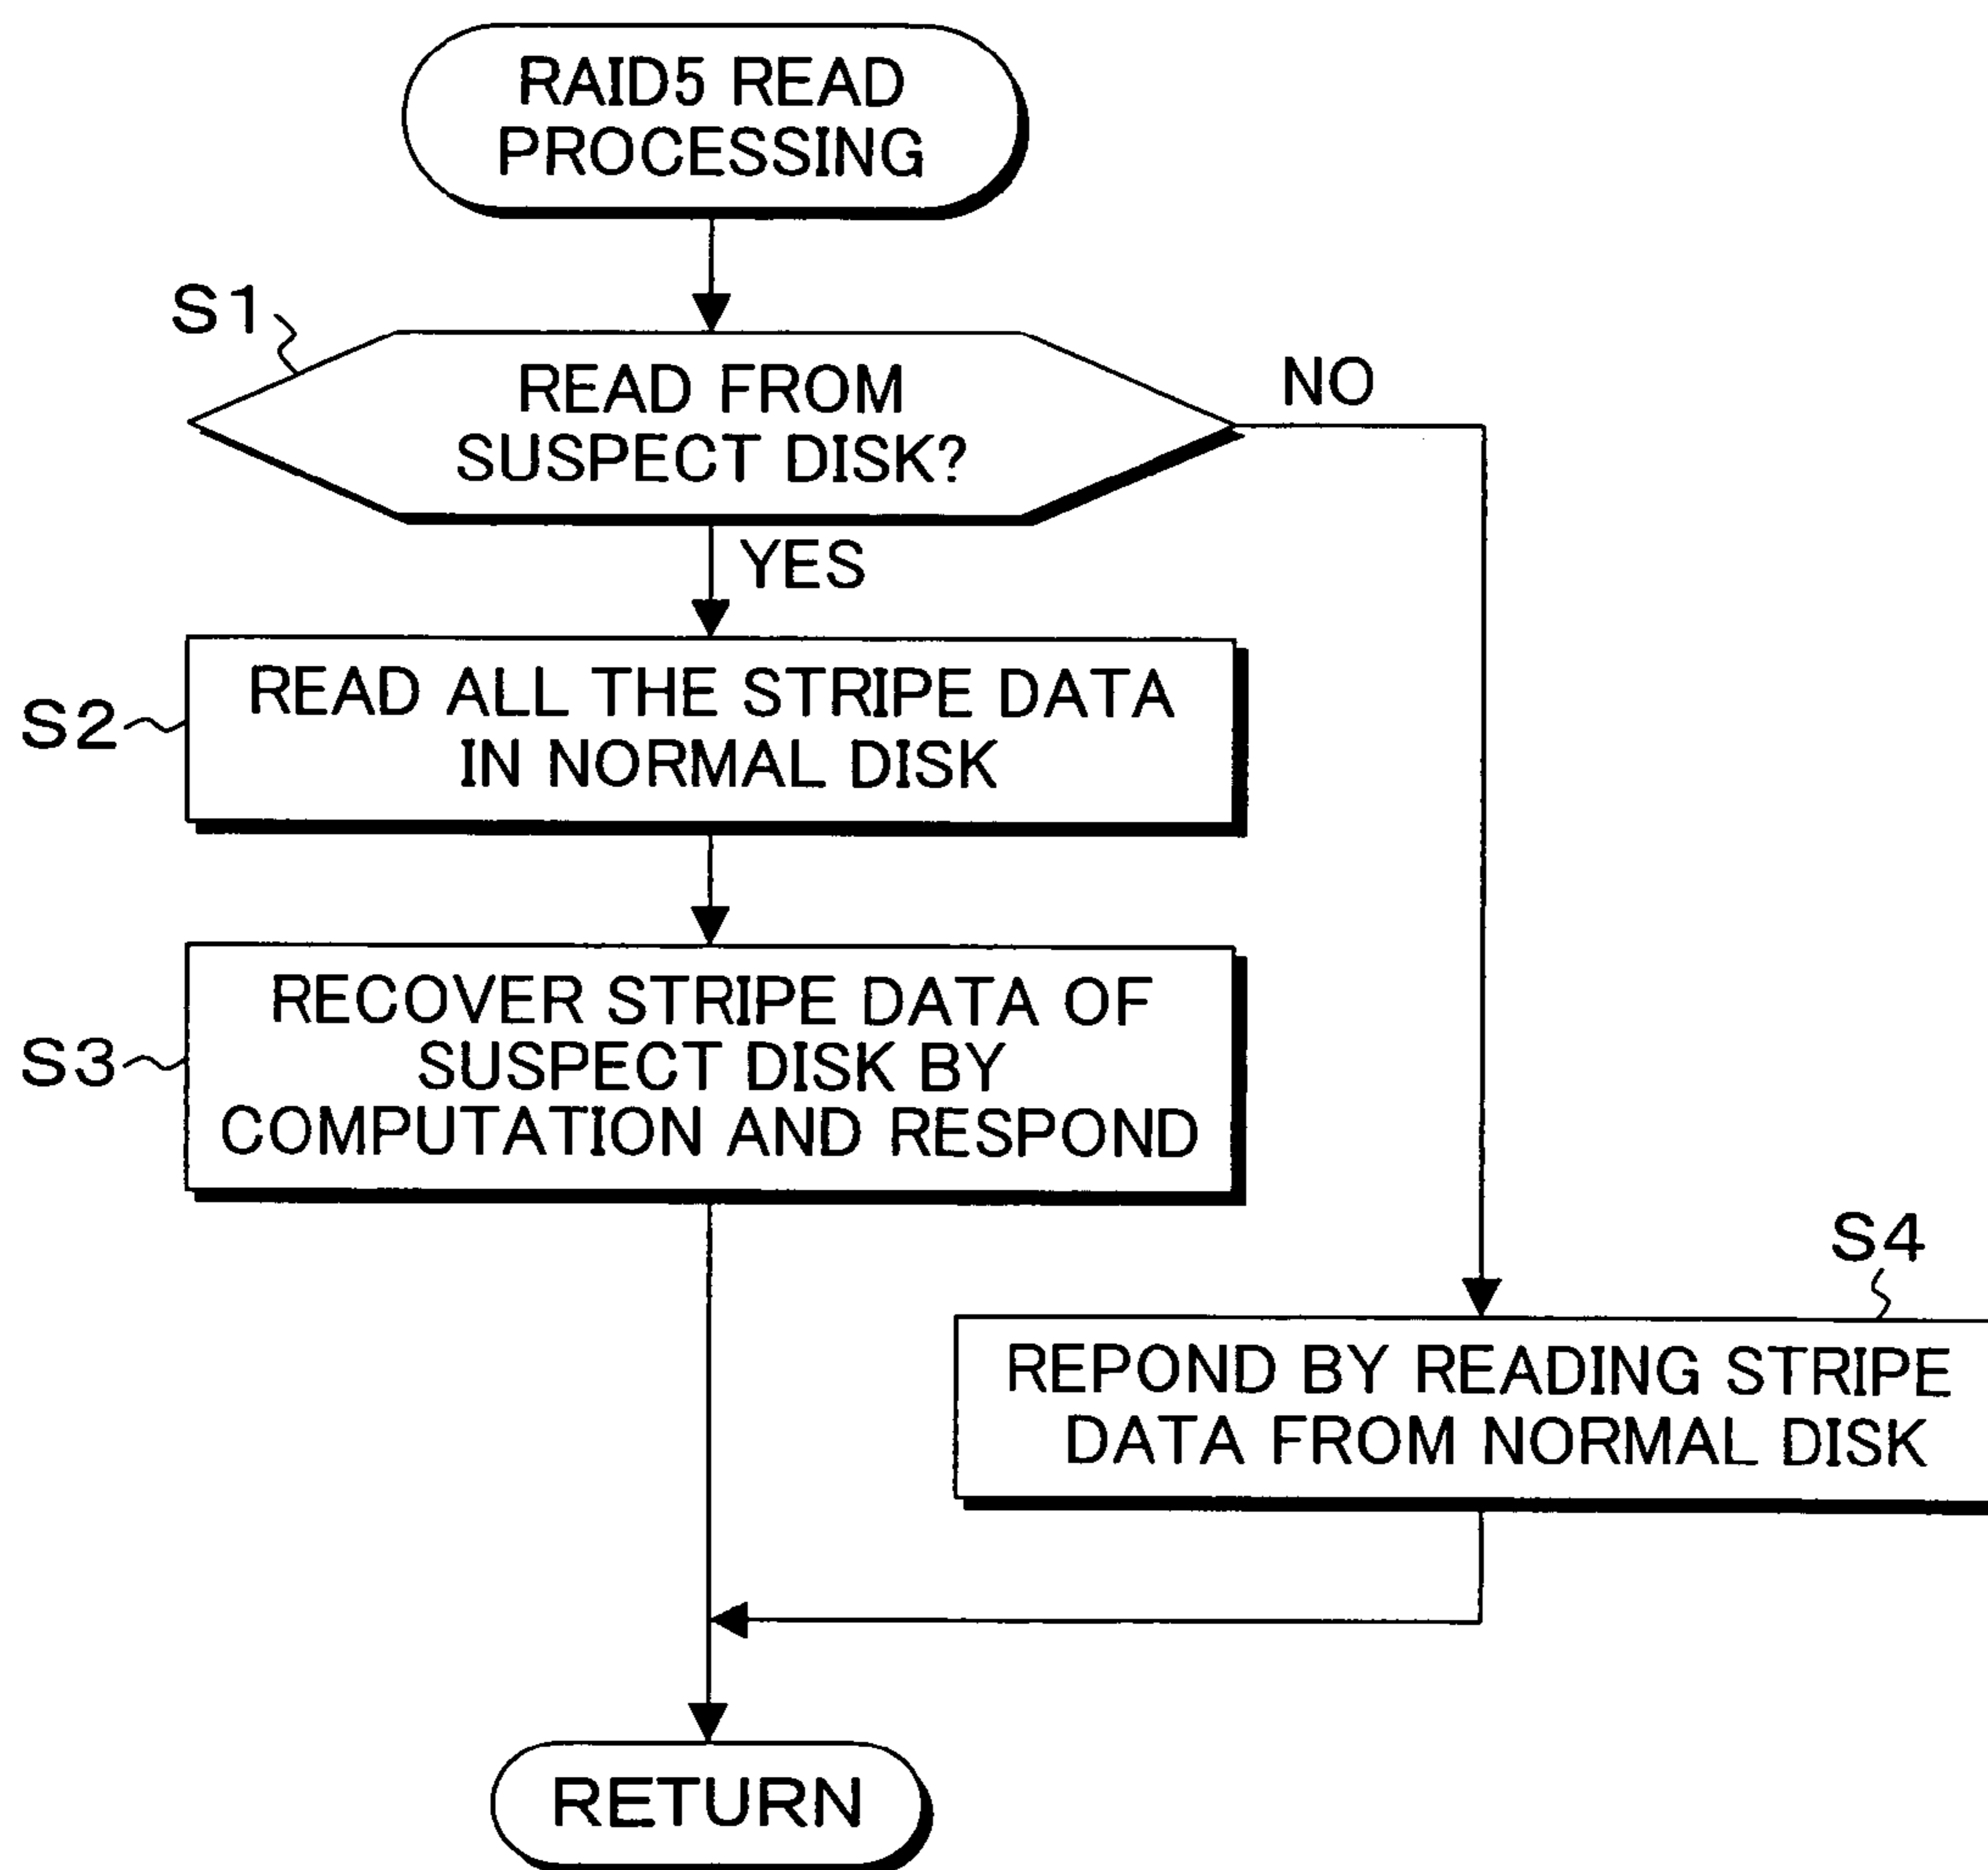 RAID5 READ
PROCESSING
S1
READ FROM
SUSPECT DISK?
NO
YES
S2
READ ALL THE STRIPE DATA
IN NORMAL DISK
S3
RECOVER STRIPE DATA OF
SUSPECT DISK BY
COMPUTATION AND RESPOND
S4
REPOND BY READING STRIPE
DATA FROM NORMAL DISK
RETURN